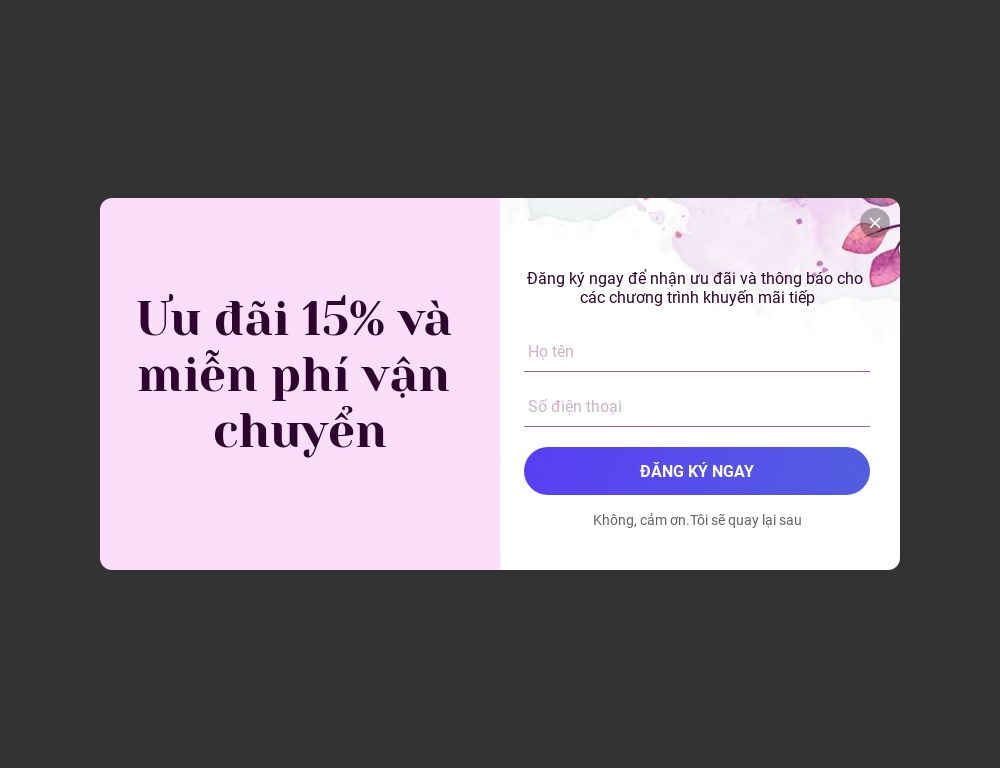 Ưu đãi 15% và
miễn phí vận
chuyển
Đăng ký ngay để nhận ưu đãi và thông báo cho
các chương trình khuyến mãi tiếp
Họ tên
Số điện thoại
ĐĂNG KÝ NGAY
Không, cảm ơn.Tôi sẽ quay lại sau